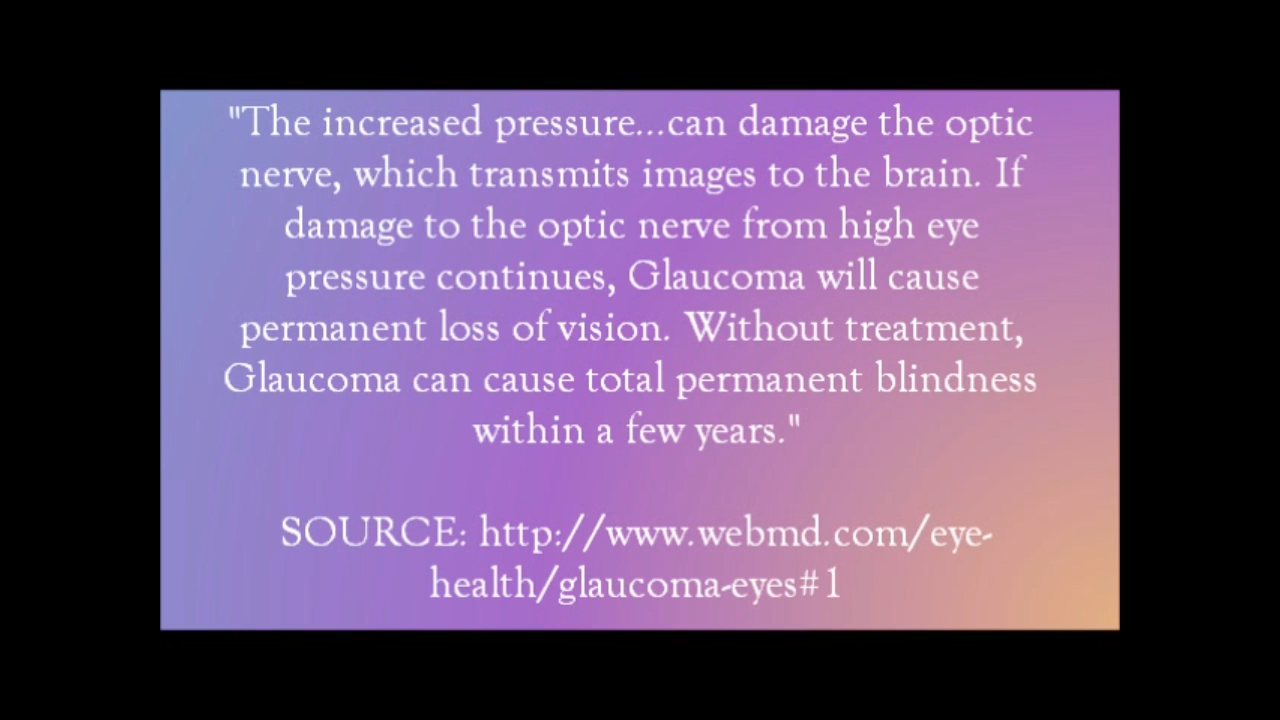 "The increased pressure...can damage the optic
nerve, which transmits images to the brain. If
damage to the optic nerve from high eye
pressure continues, Glaucoma will cause
permanent loss of vision. Without treatment,
Glaucoma can cause total permanent blindness
within a few years."
SOURCE: http://www.webmd.com/eye-
health/glaucoma-eyes#1